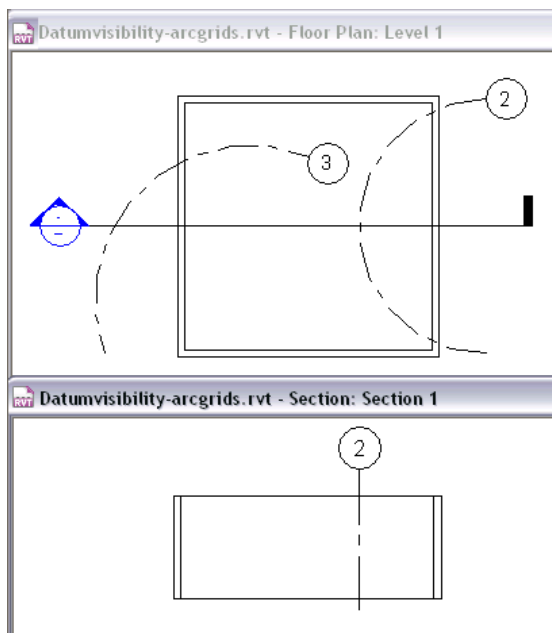 Datumvisibility-arcgrids.rvt - Floor Plan: Level 1
2
3
-
--
Datumvisibility-arcgrids.rvt - Section: Section 1
2